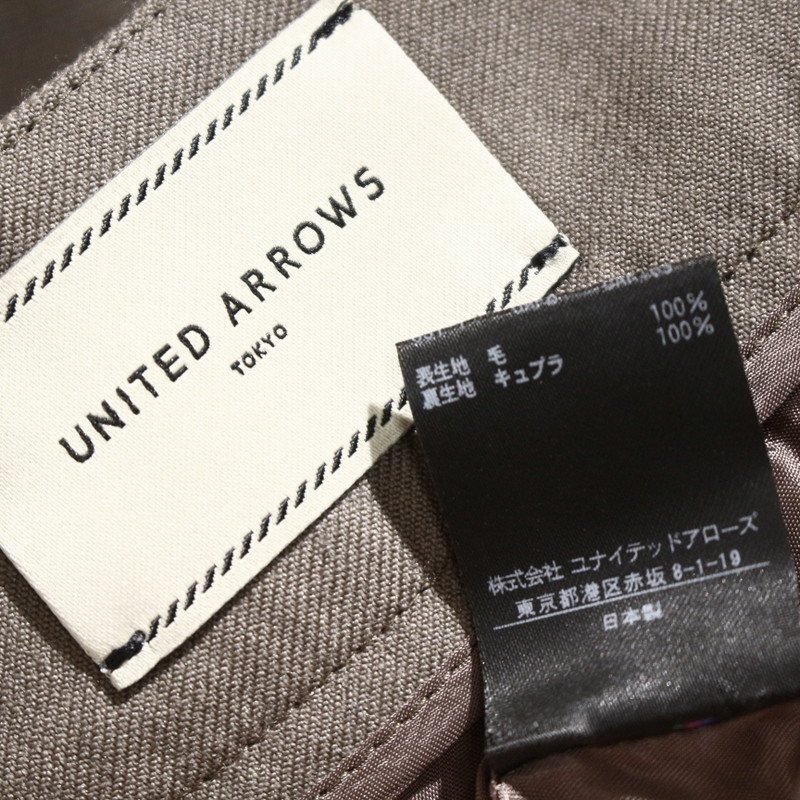 UNITED ARROWS
TOKYO
表生地 毛 100%
裏生地 キュプラ 100%
株式会社 ユナイテッドアローズ
東京都港区赤坂 8-1-19
日本製